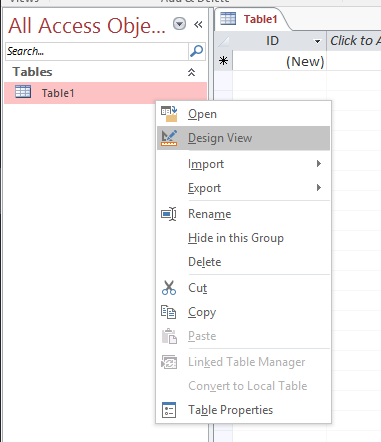 Add & Delete
All Access Obje...
Search...
Tables
Table1
Table1
ID
Click to A
(New)
Open
Design View
Import
Export
Rename
Hide in this Group
Delete
Cut
Copy
Paste
Linked Table Manager
Convert to Local Table
Table Properties